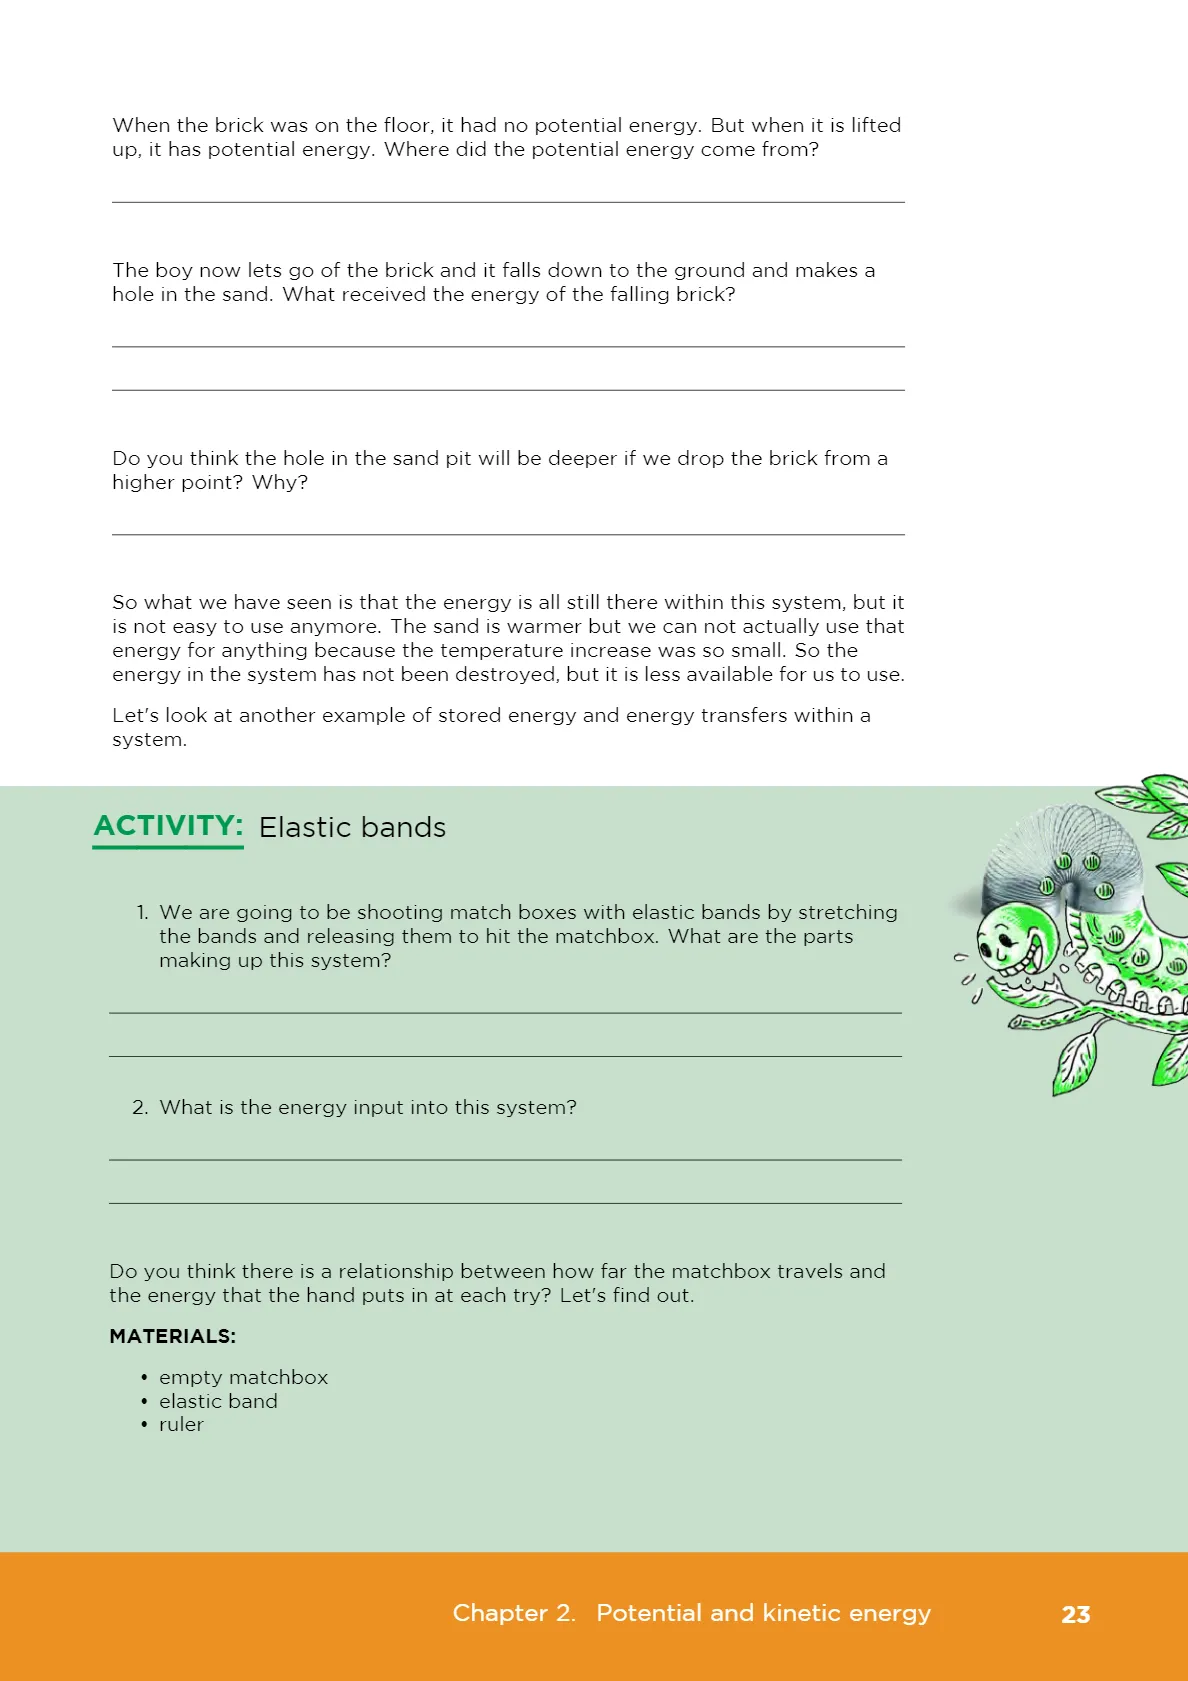 When the brick was on the floor, it had no potential energy. But when it is lifted
up, it has potential energy. Where did the potential energy come from?
The boy now lets go of the brick and it falls down to the ground and makes a
hole in the sand. What received the energy of the falling brick?
Do you think the hole in the sand pit will be deeper if we drop the brick from a
higher point? Why?
So what we have seen is that the energy is all still there within this system, but it
is not easy to use anymore. The sand is warmer but we can not actually use that
energy for anything because the temperature increase was so small. So the
energy in the system has not been destroyed, but it is less available for us to use.
Let's look at another example of stored energy and energy transfers within a
system.
ACTIVITY: Elastic bands
1. We are going to be shooting match boxes with elastic bands by stretching
the bands and releasing them to hit the matchbox. What are the parts
making up this system?
2. What is the energy input into this system?
Do you think there is a relationship between how far the matchbox travels and
the energy that the hand puts in at each try? Let's find out.
MATERIALS:
• empty matchbox
• elastic band
• ruler
Chapter 2. Potential and kinetic energy 23